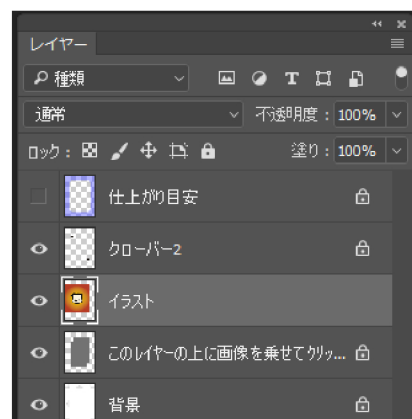 レイヤー
種類
T
通常 不透明度 : 100%
ロック : 塗り : 100%
仕上がり目安
クローバー2
イラスト
このレイヤーの上に画像を乗せてクリッ...
背景